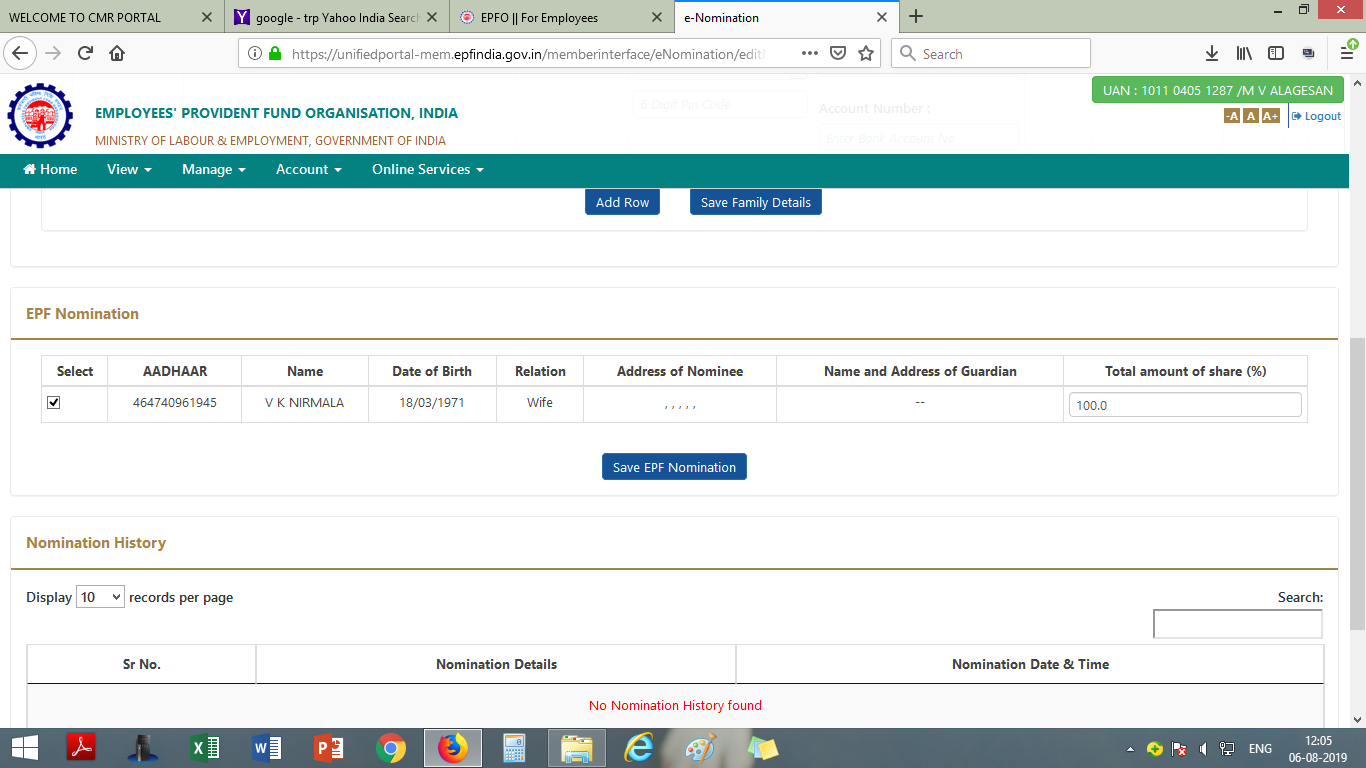 WELCOME TO CMR PORTAL
google - trp Yahoo India Search
EPFO || For Employees
e-Nomination
https://unifiedportal-mem.epfindia.gov.in/memberinterface/eNomination/edit
Search
EMPLOYEES' PROVIDENT FUND ORGANISATION, INDIA
MINISTRY OF LABOUR & EMPLOYMENT, GOVERNMENT OF INDIA
6 Digit Pin Code
Account Number :
Enter Bank Account No
UAN : 1011 0405 1287 /M V ALAGESAN
-A A A+ Logout
Home View Manage Account Online Services
Add Row Save Family Details
EPF Nomination
Select AADHAAR Name Date of Birth Relation Address of Nominee Name and Address of Guardian Total amount of share (%)
464740961945 V K NIRMALA 18/03/1971 Wife , , , , , -- 100.0
Save EPF Nomination
Nomination History
Display 10 records per page
Search:
Sr No. Nomination Details Nomination Date & Time
No Nomination History found
ENG
12:05
06-08-2019